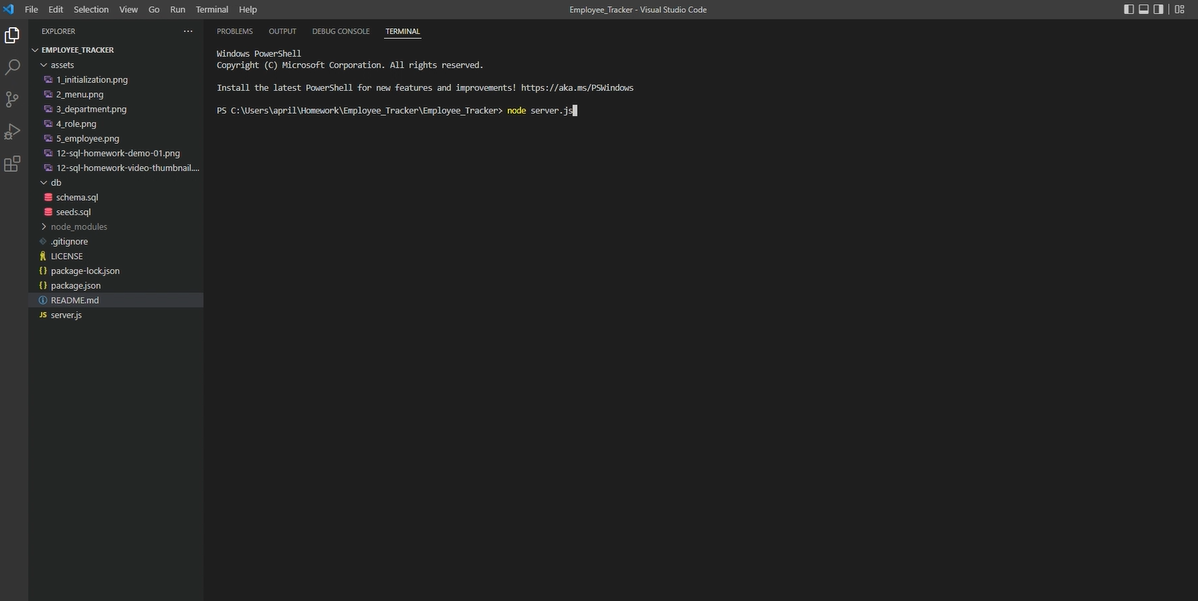 File Edit Selection View Go Run Terminal Help
Employee_Tracker - Visual Studio Code
EXPLORER
EMPLOYEE_TRACKER
assets
1_initialization.png
2_menu.png
3_department.png
4_role.png
5_employee.png
12-sql-homework-demo-01.png
12-sql-homework-video-thumbnail....
db
schema.sql
seeds.sql
node_modules
.gitignore
LICENSE
{} package-lock.json
{} package.json
README.md
JS server.js
PROBLEMS OUTPUT DEBUG CONSOLE TERMINAL
Windows PowerShell
Copyright (C) Microsoft Corporation. All rights reserved.
Install the latest PowerShell for new features and improvements! https://aka.ms/PSWindows
PS C:\Users\april\Homework\Employee_Tracker\Employee_Tracker> node server.js